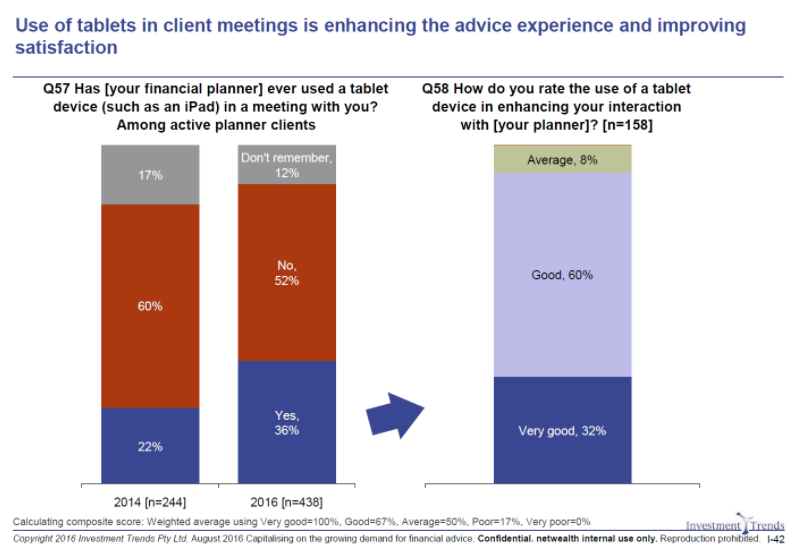 Use of tablets in client meetings is enhancing the advice experience and improving
satisfaction
Q57 Has [your financial planner] ever used a tablet
device (such as an iPad) in a meeting with you?
Among active planner clients
Q58 How do you rate the use of a tablet
device in enhancing your interaction
with [your planner]? [n=158]
17%
60%
22%
Don't remember,
12%
No,
52%
Yes,
36%
Average, 8%
Good, 60%
Very good, 32%
2014 [n=244]
2016 [n=438]
Calculating composite score: Weighted average using Very good=100%, Good=67%, Average=50%, Poor=17%, Very poor=0%
Investment Trends
Copyright 2016 Investment Trends Pty Ltd. August 2016 Capitalising on the growing demand for financial advice. Confidential. netwealth internal use only. Reproduction prohibited. I-42